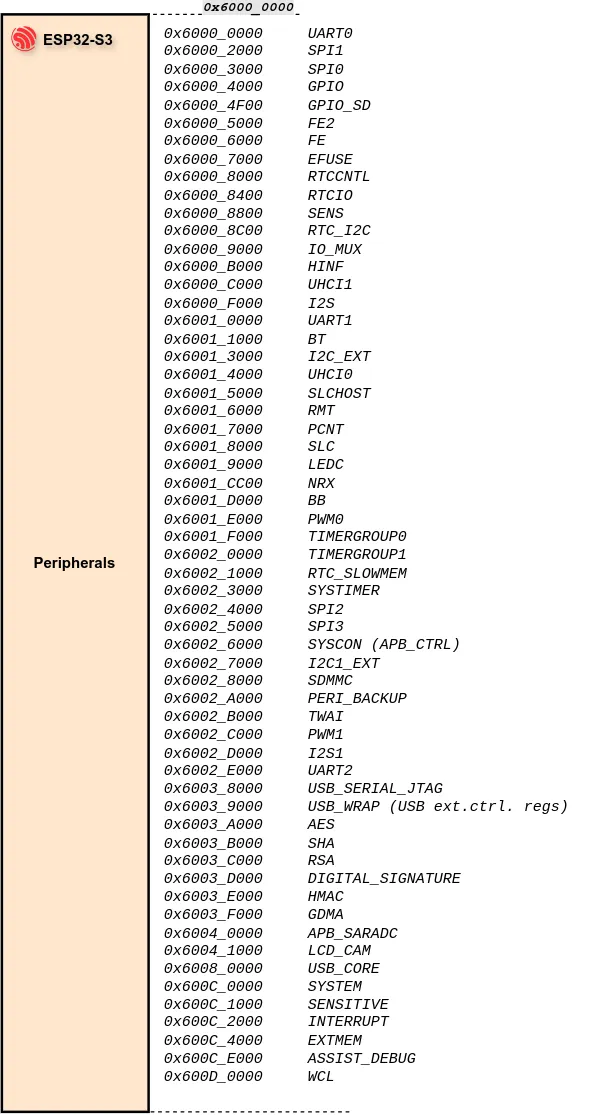 0x6000_0000
ESP32-S3
0x6000_0000 UART0
0x6000_2000 SPI1
0x6000_3000 SPI0
0x6000_4000 GPIO
0x6000_4F00 GPIO_SD
0x6000_5000 FE2
0x6000_6000 FE
0x6000_7000 EFUSE
0x6000_8000 RTCCNTL
0x6000_8400 RTCIO
0x6000_8800 SENS
0x6000_8C00 RTC_I2C
0x6000_9000 IO_MUX
0x6000_B000 HINF
0x6000_C000 UHCI1
0x6000_F000 I2S
0x6001_0000 UART1
0x6001_1000 BT
0x6001_3000 I2C_EXT
0x6001_4000 UHCI0
0x6001_5000 SLCHOST
0x6001_6000 RMT
0x6001_7000 PCNT
0x6001_8000 SLC
0x6001_9000 LEDC
0x6001_CC00 NRX
0x6001_D000 BB
0x6001_E000 PWM0
0x6001_F000 TIMERGROUP0
Peripherals
0x6002_0000 TIMERGROUP1
0x6002_1000 RTC_SLOWMEM
0x6002_3000 SYSTIMER
0x6002_4000 SPI2
0x6002_5000 SPI3
0x6002_6000 SYSCON (APB_CTRL)
0x6002_7000 I2C1_EXT
0x6002_8000 SDMMC
0x6002_A000 PERI_BACKUP
0x6002_B000 TWAI
0x6002_C000 PWM1
0x6002_D000 I2S1
0x6002_E000 UART2
0x6003_8000 USB_SERIAL_JTAG
0x6003_9000 USB_WRAP (USB ext.ctrl. regs)
0x6003_A000 AES
0x6003_B000 SHA
0x6003_C000 RSA
0x6003_D000 DIGITAL_SIGNATURE
0x6003_E000 HMAC
0x6003_F000 GDMA
0x6004_0000 APB_SARADC
0x6004_1000 LCD_CAM
0x6008_0000 USB_CORE
0x600C_0000 SYSTEM
0x600C_1000 SENSITIVE
0x600C_2000 INTERRUPT
0x600C_4000 EXTMEM
0x600C_E000 ASSIST_DEBUG
0x600D_0000 WCL